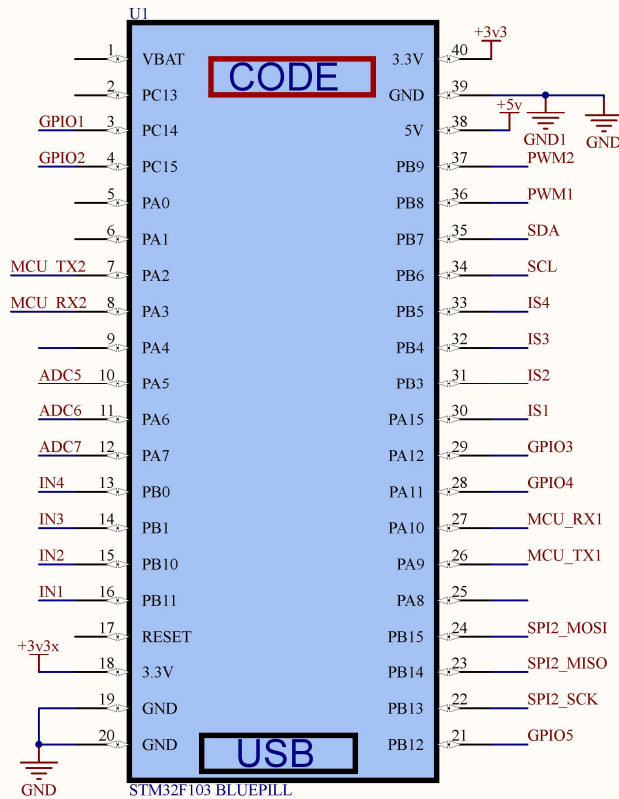 U1
CODE
1 VBAT
2 PC13
GPIO1 3 PC14
GPIO2 4 PC15
5 PA0
6 PA1
MCU_TX2 7 PA2
MCU_RX2 8 PA3
9 PA4
ADC5 10 PA5
ADC6 11 PA6
ADC7 12 PA7
IN4 13 PB0
IN3 14 PB1
IN2 15 PB10
IN1 16 PB11
17 RESET
+3v3x 18 3.3V
19 GND
20 GND
GND
3.3V 40 +3v3
GND 39 GND1 GND
5V 38 +5v
PB9 37 PWM2
PB8 36 PWM1
PB7 35 SDA
PB6 34 SCL
PB5 33 IS4
PB4 32 IS3
PB3 31 IS2
PA15 30 IS1
PA12 29 GPIO3
PA11 28 GPIO4
PA10 27 MCU_RX1
PA9 26 MCU_TX1
PA8 25
PB15 24 SPI2_MOSI
PB14 23 SPI2_MISO
PB13 22 SPI2_SCK
PB12 21 GPIO5
USB
STM32F103 BLUEPILL